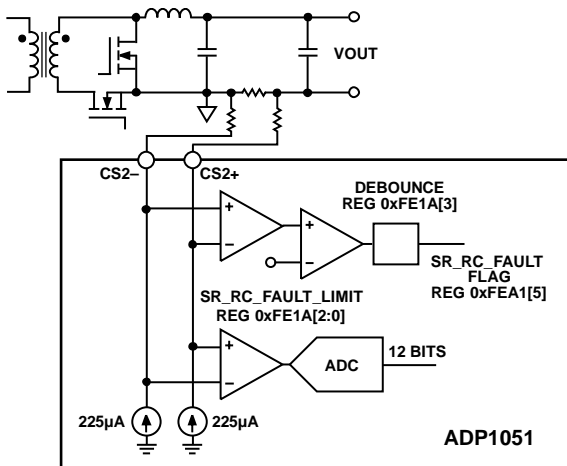 VOUT
CS2–
CS2+
DEBOUNCE
REG 0xFE1A[3]
SR_RC_FAULT
FLAG
REG 0xFEA1[5]
SR_RC_FAULT_LIMIT
REG 0xFE1A[2:0]
ADC
12 BITS
225µA
225µA
ADP1051
+
–
+
–
+
–